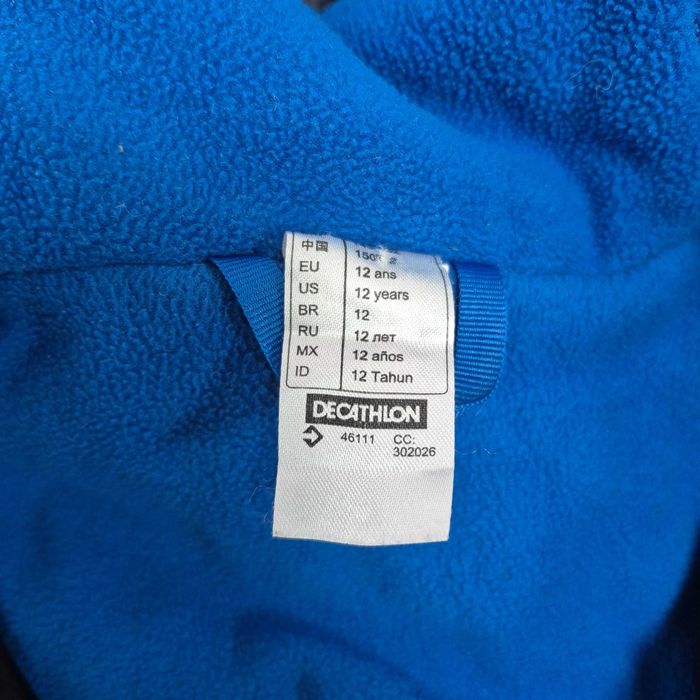 中国 150
EU 12 ans
US 12 years
BR 12
RU 12 лет
MX 12 años
ID 12 Tahun
DECATHLON
46111 CC:
302026